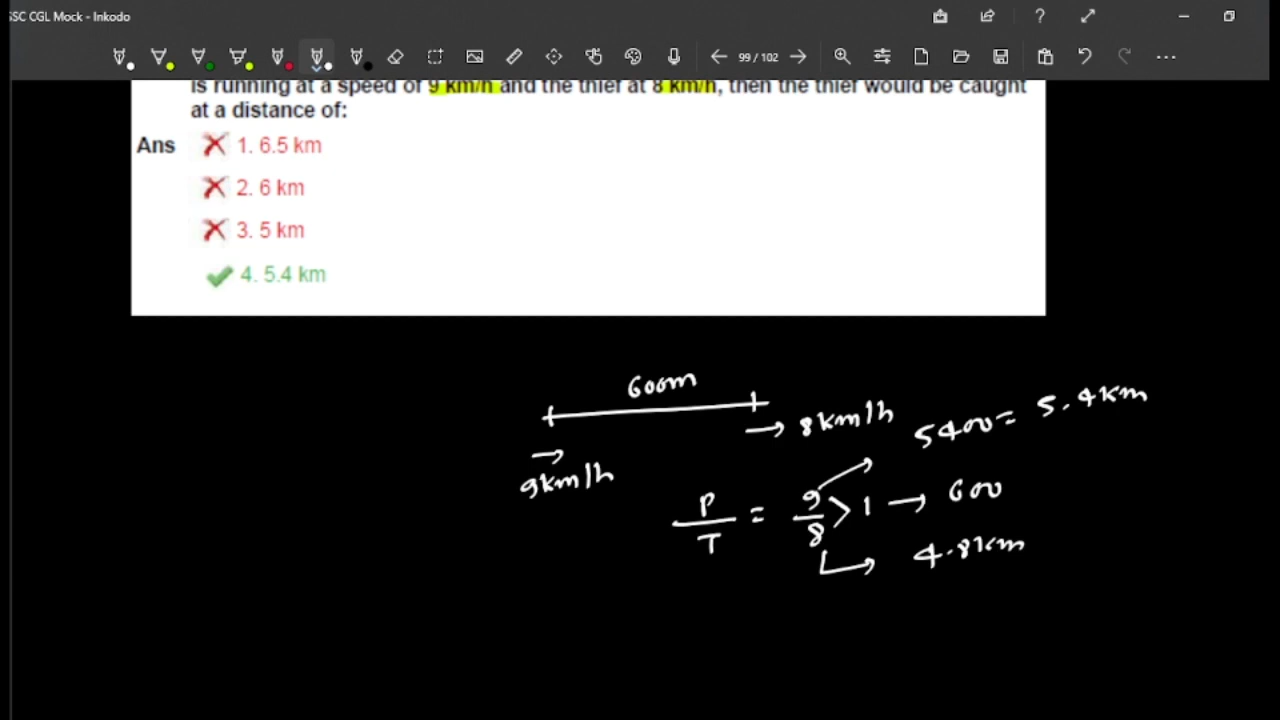 SSC CGL Mock - Inkodo
99 / 102
is running at a speed of 9 km/h and the thief at 8 km/h, then the thief would be caught
at a distance of:
Ans
1. 6.5 km
2. 6 km
3. 5 km
4. 5.4 km
600m
8km/h
9km/h
5400 = 5.4km
P/T = 9/8 > 1 → 600
4.8km